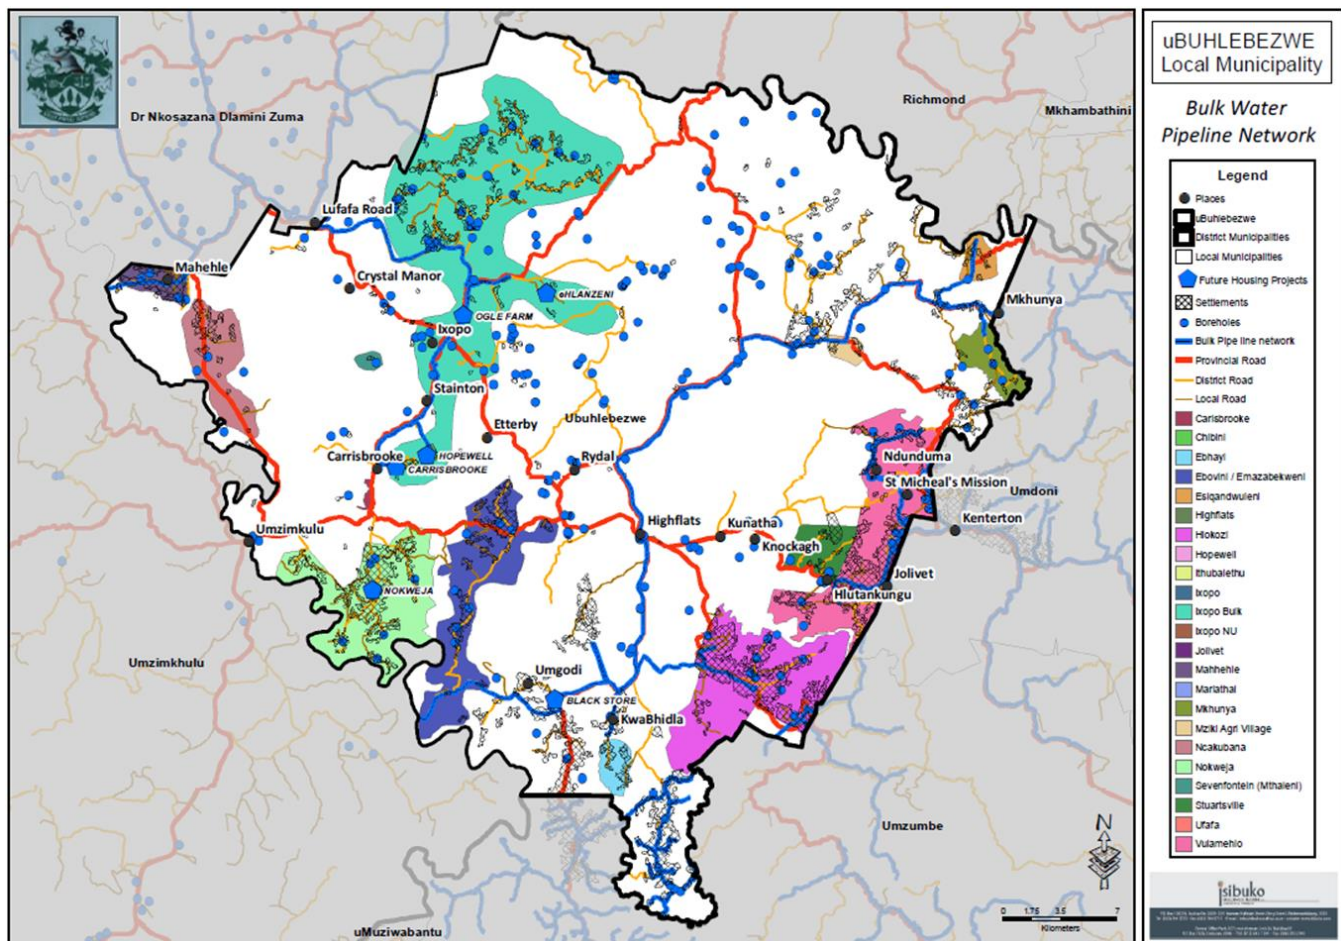 uBUHLEBEZWE
Local Municipality
Bulk Water
Pipeline Network
Legend
Places
uBuhlebezwe
District Municipalities
Local Municipalities
Future Housing Projects
Settlements
Boreholes
Bulk Pipe line network
Provincial Road
District Road
Local Road
Carisbrooke
Chibini
Ebhayi
Ebovini / Emazabekweni
Esiqandwuleni
Highflats
Hlokozi
Hopewell
Ithubalethu
Ixopo
Ixopo Bulk
Ixopo NU
Jolivet
Mahhehle
Mariathal
Mkhunya
Mziki Agri Village
Ncakubana
Nokweja
Sevenfontein (Mthaleni)
Stuartsville
Ufafa
Vulamehlo
isibuko
Dr Nkosazana Dlamini Zuma
Richmond
Mkhambathini
Lufafa Road
Mahehle
Crystal Manor
eHLANZENI
OGLE FARM
Ixopo
Mkhunya
Stainton
Etterby
Ubuhlebezwe
Carrisbrooke
HOPEWELL
CARRISBROOKE
Rydal
Ndunduma
St Micheal's Mission
Umdoni
Umzimkulu
Highflats
Kunatha
Knockagh
Kenterton
Jolivet
Hlutankungu
NOKWEJA
Umzimkhulu
Umgodi
BLACK STORE
KwaBhidla
Umzumbe
uMuziwabantu
N
0 1.75 3.5 7
Kilometers